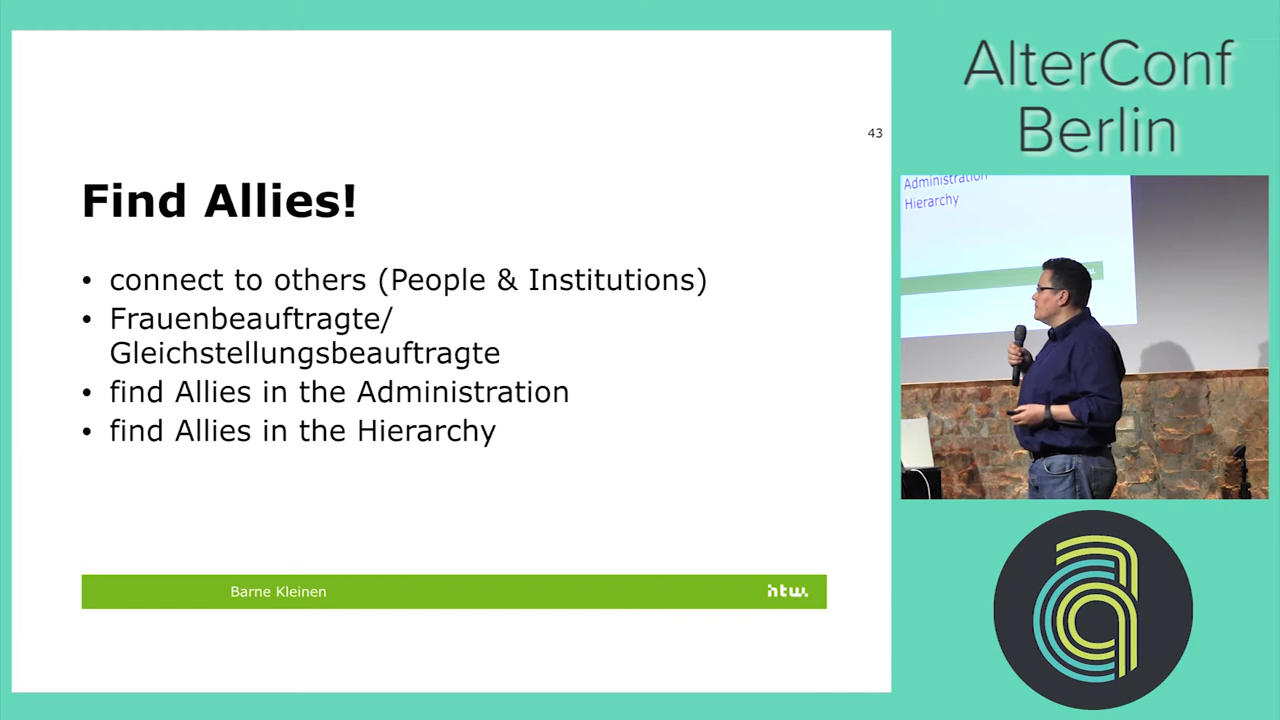 AlterConf
Berlin
43
Find Allies!
• connect to others (People & Institutions)
• Frauenbeauftragte/
Gleichstellungsbeauftragte
• find Allies in the Administration
• find Allies in the Hierarchy
Barne Kleinen
htw.
Administration
Hierarchy